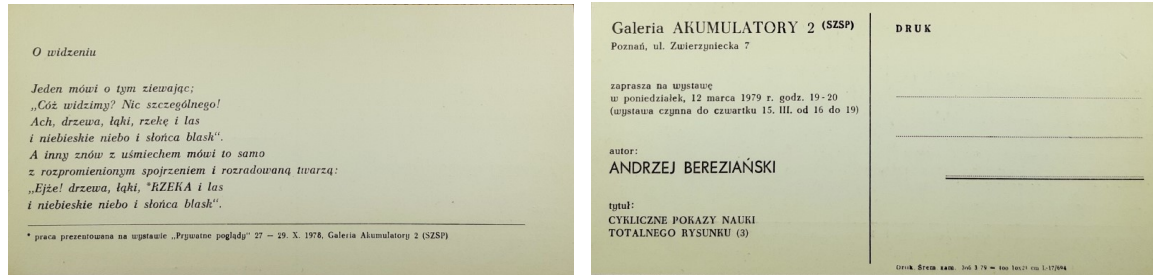 O widzeniu
Jeden mówi o tym ziewając;
„Cóż widzimy? Nic szczególnego!
Ach, drzewa, łąki, rzekę i las
i niebieskie niebo i słońca blask“.
A inny znów z uśmiechem mówi to samo
z rozpromienionym spojrzeniem i rozradowaną twarzą:
„Ejże! drzewa, łąki, *RZEKA i las
i niebieskie niebo i słońca blask“.
* praca prezentowana na wystawie „Prywatne poglądy” 27 — 29. X. 1978, Galeria Akumulatory 2 (SZSP)
Galeria AKUMULATORY 2 (SZSP)
Poznań, ul. Zwierzyniecka 7
zaprasza na wystawę
w poniedziałek, 12 marca 1979 r. godz. 19-20
(wystawa czynna do czwartku 15. III. od 16 do 19)
autor:
ANDRZEJ BEREZIAŃSKI
tytuł:
CYKLICZNE POKAZY NAUKI
TOTALNEGO RYSUNKU (3)
DRUK
Druk. Śrem zam.